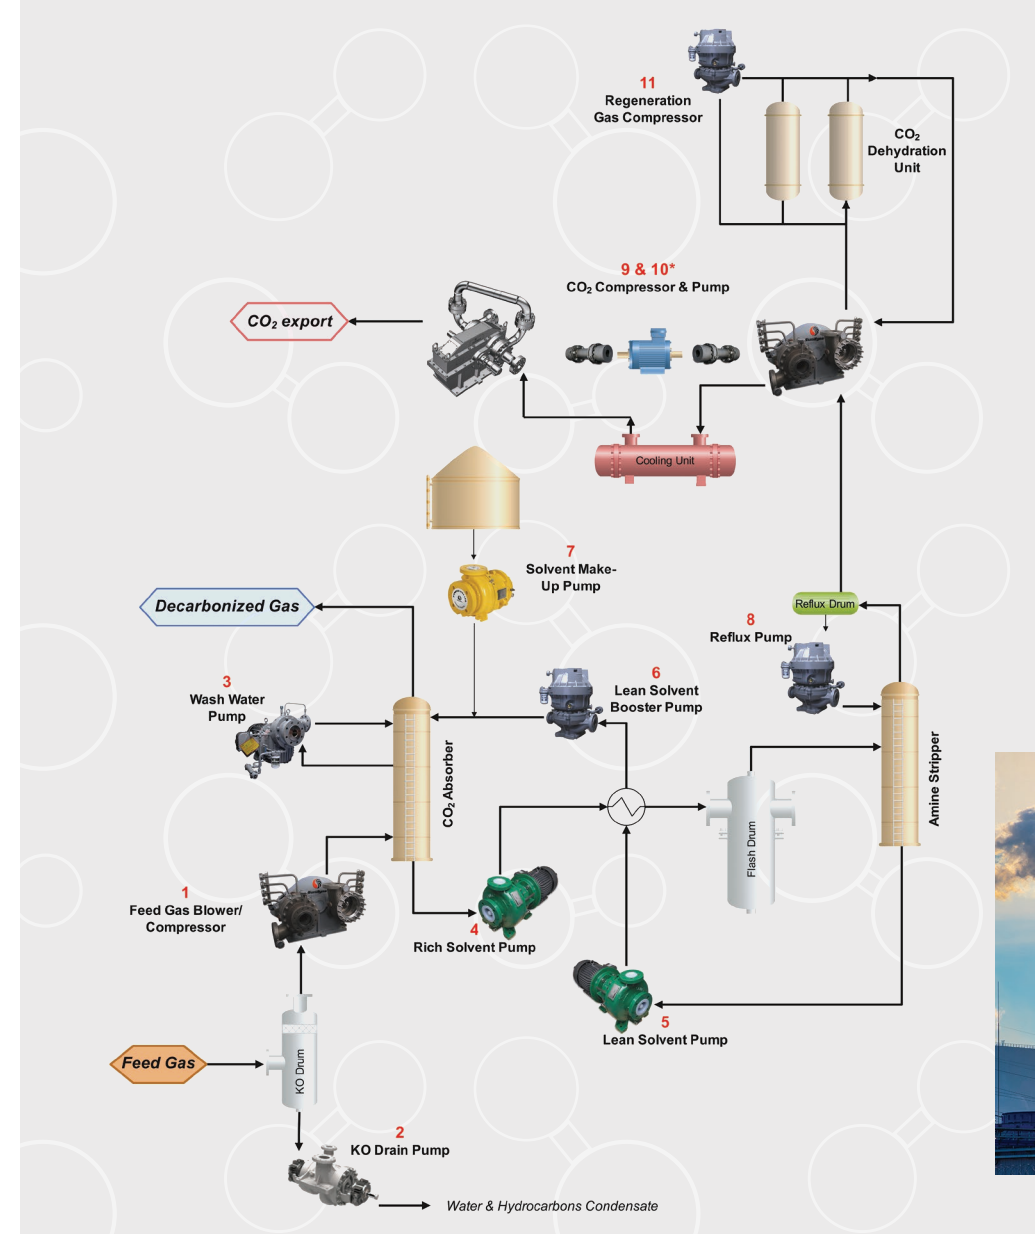 11
Regeneration
Gas Compressor
CO₂
Dehydration
Unit
9 & 10*
CO₂ Compressor & Pump
CO₂ export
Cooling Unit
7
Solvent Make-
Up Pump
Decarbonized Gas
Reflux Drum
8
Reflux Pump
3
Wash Water
Pump
6
Lean Solvent
Booster Pump
CO₂ Absorber
Amine Stripper
Flash Drum
1
Feed Gas Blower/
Compressor
4
Rich Solvent Pump
5
Lean Solvent Pump
Feed Gas
KO Drum
2
KO Drain Pump
Water & Hydrocarbons Condensate